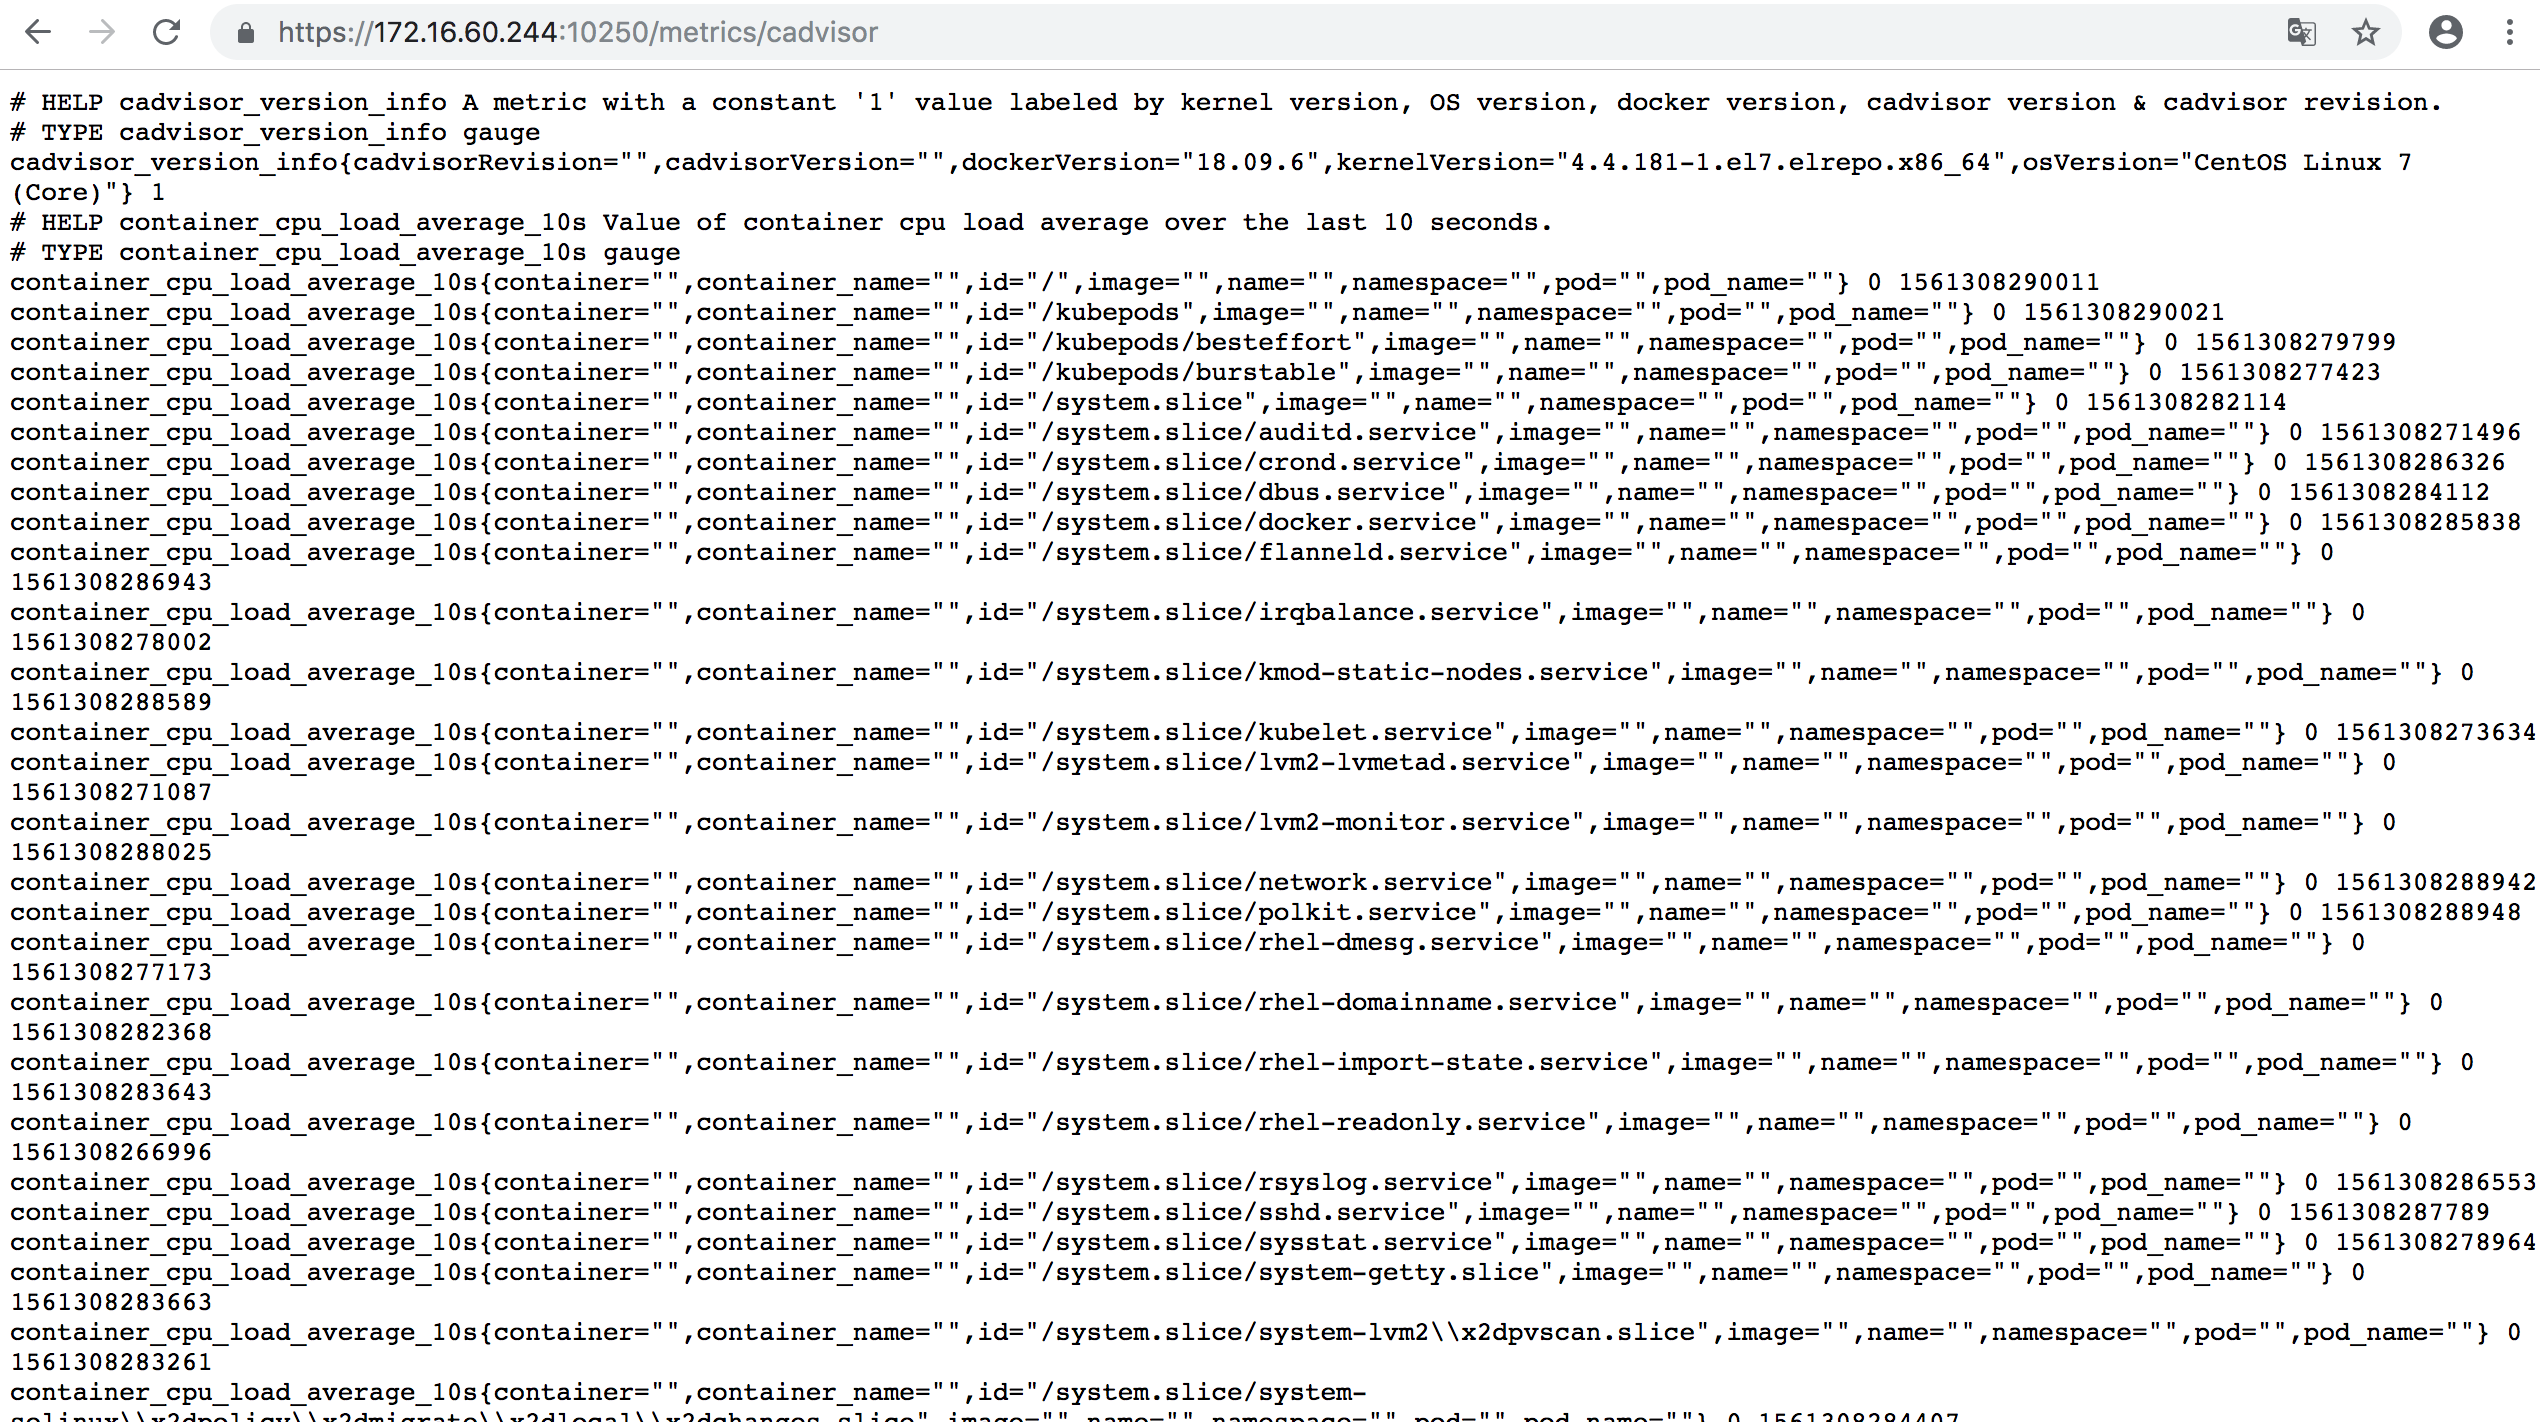 https://172.16.60.244:10250/metrics/cadvisor
# HELP cadvisor_version_info A metric with a constant '1' value labeled by kernel version, OS version, docker version, cadvisor version & cadvisor revision.
# TYPE cadvisor_version_info gauge
cadvisor_version_info{cadvisorRevision="",cadvisorVersion="",dockerVersion="18.09.6",kernelVersion="4.4.181-1.el7.elrepo.x86_64",osVersion="CentOS Linux 7
(Core)"} 1
# HELP container_cpu_load_average_10s Value of container cpu load average over the last 10 seconds.
# TYPE container_cpu_load_average_10s gauge
container_cpu_load_average_10s{container="",container_name="",id="/",image="",name="",namespace="",pod="",pod_name=""} 0 1561308290011
container_cpu_load_average_10s{container="",container_name="",id="/kubepods",image="",name="",namespace="",pod="",pod_name=""} 0 1561308290021
container_cpu_load_average_10s{container="",container_name="",id="/kubepods/besteffort",image="",name="",namespace="",pod="",pod_name=""} 0 1561308279799
container_cpu_load_average_10s{container="",container_name="",id="/kubepods/burstable",image="",name="",namespace="",pod="",pod_name=""} 0 1561308277423
container_cpu_load_average_10s{container="",container_name="",id="/system.slice",image="",name="",namespace="",pod="",pod_name=""} 0 1561308282114
container_cpu_load_average_10s{container="",container_name="",id="/system.slice/auditd.service",image="",name="",namespace="",pod="",pod_name=""} 0 1561308271496
container_cpu_load_average_10s{container="",container_name="",id="/system.slice/crond.service",image="",name="",namespace="",pod="",pod_name=""} 0 1561308286326
container_cpu_load_average_10s{container="",container_name="",id="/system.slice/dbus.service",image="",name="",namespace="",pod="",pod_name=""} 0 1561308284112
container_cpu_load_average_10s{container="",container_name="",id="/system.slice/docker.service",image="",name="",namespace="",pod="",pod_name=""} 0 1561308285838
container_cpu_load_average_10s{container="",container_name="",id="/system.slice/flanneld.service",image="",name="",namespace="",pod="",pod_name=""} 0
1561308286943
container_cpu_load_average_10s{container="",container_name="",id="/system.slice/irqbalance.service",image="",name="",namespace="",pod="",pod_name=""} 0
1561308278002
container_cpu_load_average_10s{container="",container_name="",id="/system.slice/kmod-static-nodes.service",image="",name="",namespace="",pod="",pod_name=""} 0
1561308288589
container_cpu_load_average_10s{container="",container_name="",id="/system.slice/kubelet.service",image="",name="",namespace="",pod="",pod_name=""} 0 1561308273634
container_cpu_load_average_10s{container="",container_name="",id="/system.slice/lvm2-lvmetad.service",image="",name="",namespace="",pod="",pod_name=""} 0
1561308271087
container_cpu_load_average_10s{container="",container_name="",id="/system.slice/lvm2-monitor.service",image="",name="",namespace="",pod="",pod_name=""} 0
1561308288025
container_cpu_load_average_10s{container="",container_name="",id="/system.slice/network.service",image="",name="",namespace="",pod="",pod_name=""} 0 1561308288942
container_cpu_load_average_10s{container="",container_name="",id="/system.slice/polkit.service",image="",name="",namespace="",pod="",pod_name=""} 0 1561308288948
container_cpu_load_average_10s{container="",container_name="",id="/system.slice/rhel-dmesg.service",image="",name="",namespace="",pod="",pod_name=""} 0
1561308277173
container_cpu_load_average_10s{container="",container_name="",id="/system.slice/rhel-domainname.service",image="",name="",namespace="",pod="",pod_name=""} 0
1561308282368
container_cpu_load_average_10s{container="",container_name="",id="/system.slice/rhel-import-state.service",image="",name="",namespace="",pod="",pod_name=""} 0
1561308283643
container_cpu_load_average_10s{container="",container_name="",id="/system.slice/rhel-readonly.service",image="",name="",namespace="",pod="",pod_name=""} 0
1561308266996
container_cpu_load_average_10s{container="",container_name="",id="/system.slice/rsyslog.service",image="",name="",namespace="",pod="",pod_name=""} 0 1561308286553
container_cpu_load_average_10s{container="",container_name="",id="/system.slice/sshd.service",image="",name="",namespace="",pod="",pod_name=""} 0 1561308287789
container_cpu_load_average_10s{container="",container_name="",id="/system.slice/sysstat.service",image="",name="",namespace="",pod="",pod_name=""} 0 1561308278964
container_cpu_load_average_10s{container="",container_name="",id="/system.slice/system-getty.slice",image="",name="",namespace="",pod="",pod_name=""} 0
1561308283663
container_cpu_load_average_10s{container="",container_name="",id="/system.slice/system-lvm2\\x2dpvscan.slice",image="",name="",namespace="",pod="",pod_name=""} 0
1561308283261
container_cpu_load_average_10s{container="",container_name="",id="/system.slice/system-
selinux\\x2dpolicy\\x2dmigrate\\x2dlocal\\x2dchanges.slice",image="",name="",namespace="",pod="",pod_name=""} 0 1561308284407